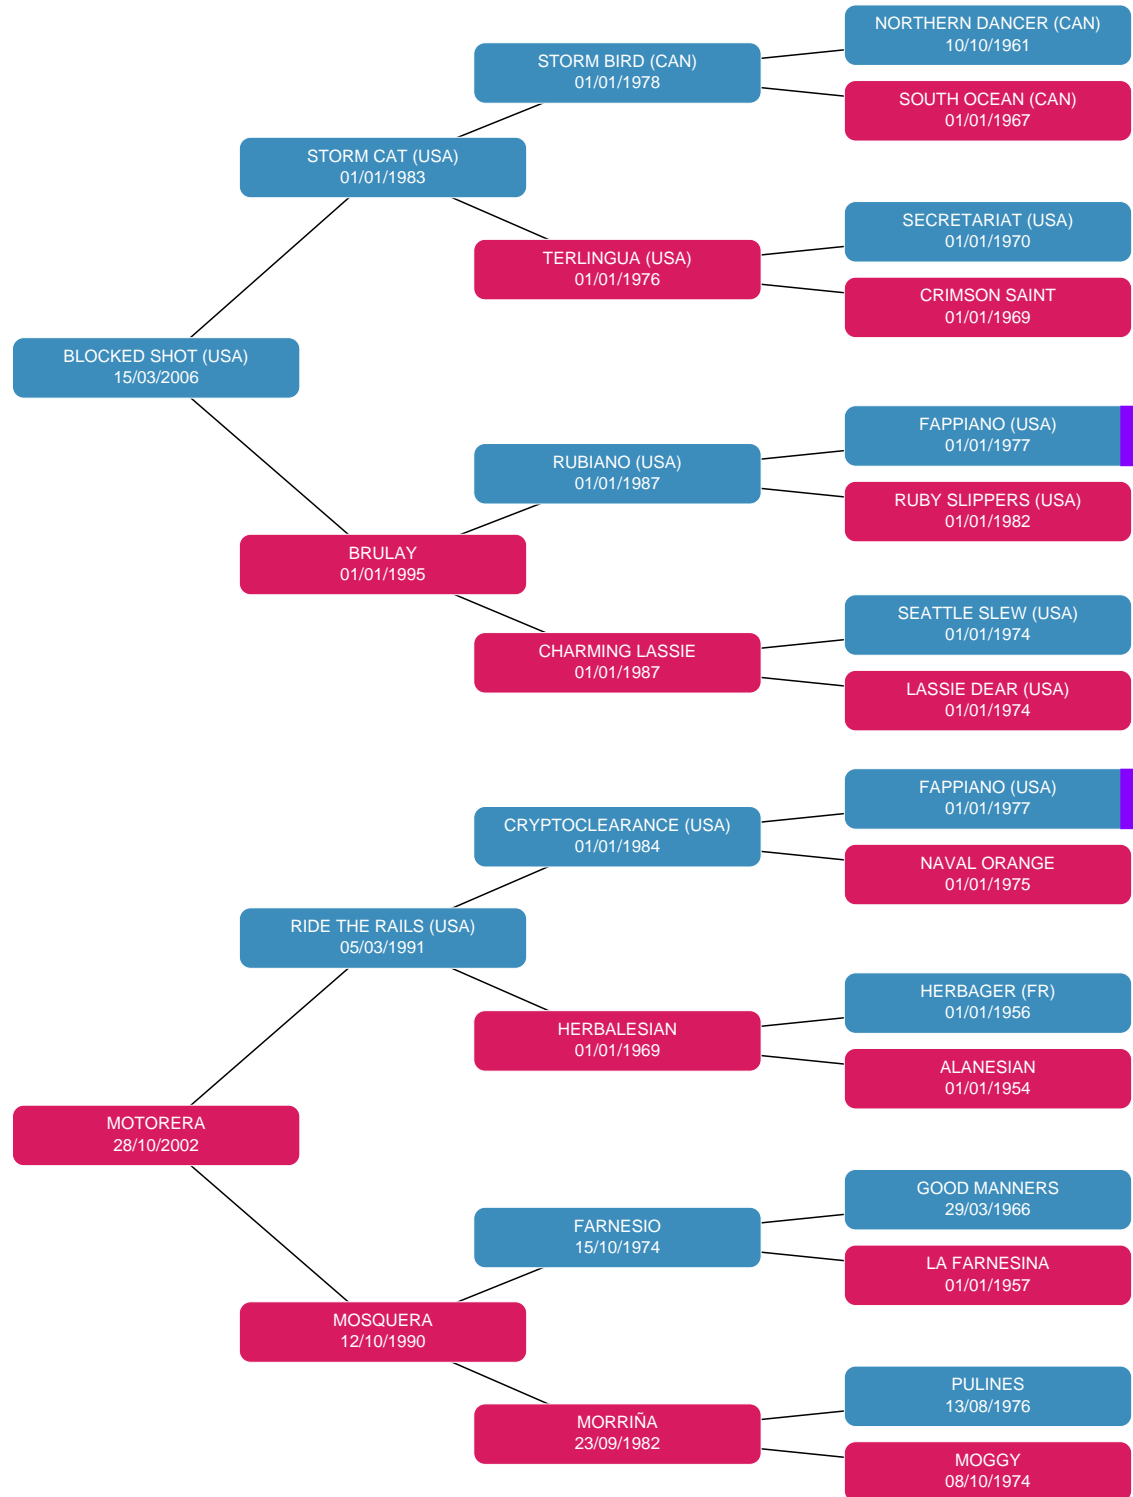 NORTHERN DANCER (CAN)
10/10/1961
STORM BIRD (CAN)
01/01/1978
SOUTH OCEAN (CAN)
01/01/1967
STORM CAT (USA)
01/01/1983
SECRETARIAT (USA)
01/01/1970
TERLINGUA (USA)
01/01/1976
CRIMSON SAINT
01/01/1969
BLOCKED SHOT (USA)
15/03/2006
FAPPIANO (USA)
01/01/1977
RUBIANO (USA)
01/01/1987
RUBY SLIPPERS (USA)
01/01/1982
BRULAY
01/01/1995
SEATTLE SLEW (USA)
01/01/1974
CHARMING LASSIE
01/01/1987
LASSIE DEAR (USA)
01/01/1974
FAPPIANO (USA)
01/01/1977
CRYPTOCLEARANCE (USA)
01/01/1984
NAVAL ORANGE
01/01/1975
RIDE THE RAILS (USA)
05/03/1991
HERBAGER (FR)
01/01/1956
HERBALESIAN
01/01/1969
ALANESIAN
01/01/1954
MOTORERA
28/10/2002
GOOD MANNERS
29/03/1966
FARNESIO
15/10/1974
LA FARNESINA
01/01/1957
MOSQUERA
12/10/1990
PULINES
13/08/1976
MORRIÑA
23/09/1982
MOGGY
08/10/1974